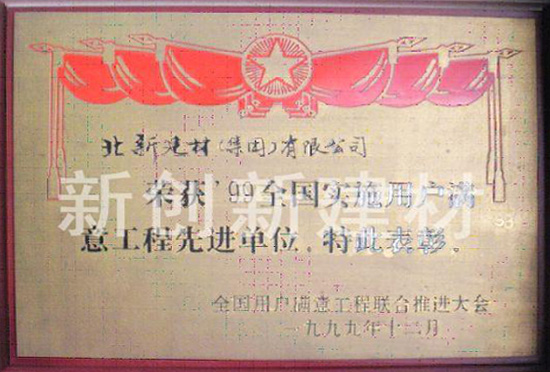 北新建材(集团)有限公司
荣获'99全国实施用户满
意工程先进单位。特此表彰。
新创新建材
全国用户满意工程联合推进大会
一九九九年十二月